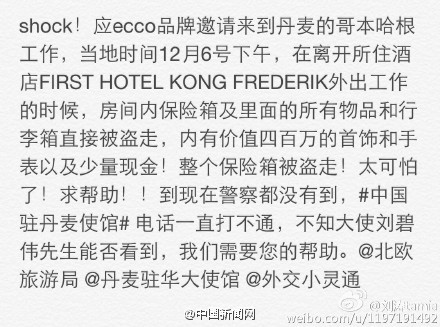 shock！应ecco品牌邀请来到丹麦的哥本哈根
工作，当地时间12月6号下午，在离开所住酒
店FIRST HOTEL KONG FREDERIK外出工作
的时候，房间内保险箱及里面的所有物品和行
李箱直接被盗走，内有价值四百万的首饰和手
表以及少量现金！整个保险箱被盗走！太可怕
了！求帮助！！到现在警察都没有到，#中国
驻丹麦使馆# 电话一直打不通，不知大使刘碧
伟先生能否看到，我们需要您的帮助。@北欧
旅游局 @丹麦驻华大使馆 @外交小灵通
@中国新闻网
weibo.com/u/1197191492